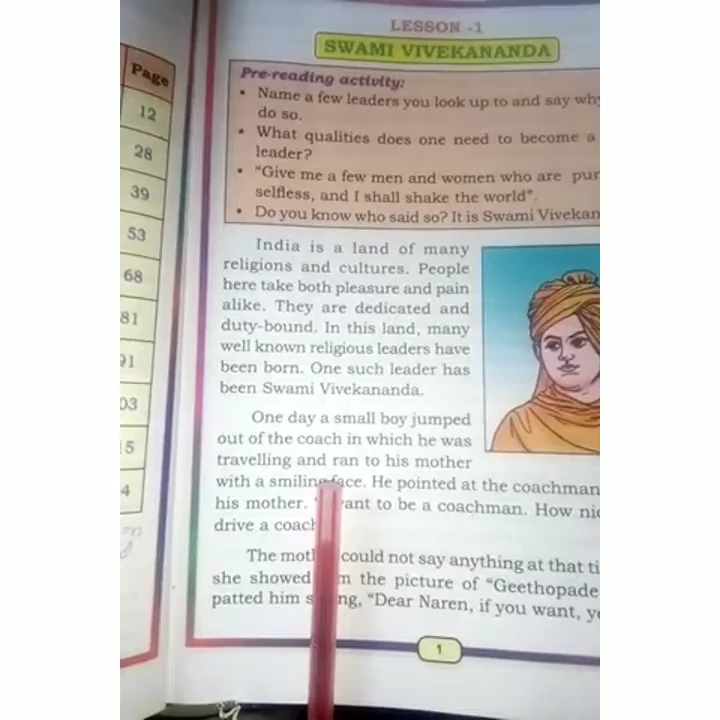 Page
12
28
39
53
68
81
91
03
5
4
LESSON -1
SWAMI VIVEKANANDA
Pre-reading activity:
• Name a few leaders you look up to and say why
do so.
• What qualities does one need to become a
leader?
• "Give me a few men and women who are pur
selfless, and I shall shake the world".
• Do you know who said so? It is Swami Vivekan
India is a land of many
religions and cultures. People
here take both pleasure and pain
alike. They are dedicated and
duty-bound. In this land, many
well known religious leaders have
been born. One such leader has
been Swami Vivekananda.
One day a small boy jumped
out of the coach in which he was
travelling and ran to his mother
with a smiling face. He pointed at the coachman
his mother. want to be a coachman. How nic
drive a coach
The moth could not say anything at that ti
she showed the picture of "Geethopade
patted him "Dear Naren, if you want, yo
1